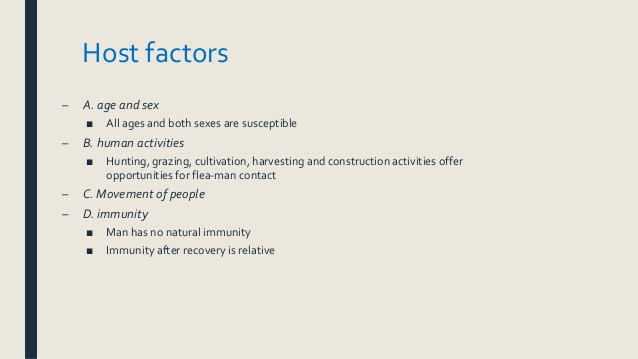 Host factors
– A. age and sex
■ All ages and both sexes are susceptible
– B. human activities
■ Hunting, grazing, cultivation, harvesting and construction activities offer
opportunities for flea-man contact
– C. Movement of people
– D. immunity
■ Man has no natural immunity
■ Immunity after recovery is relative